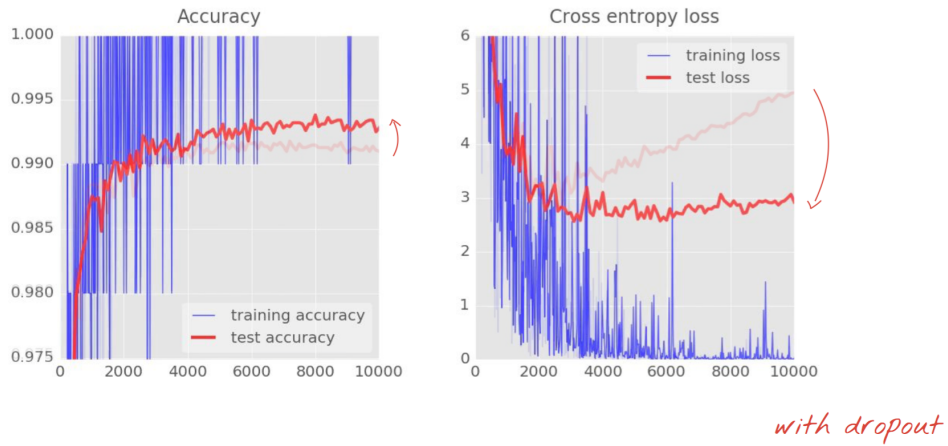 Accuracy
1.000
0.995
0.990
0.985
0.980
0.975
0 2000 4000 6000 8000 10000
training accuracy
test accuracy
Cross entropy loss
6
5
4
3
2
1
0
0 2000 4000 6000 8000 10000
training loss
test loss
with dropout